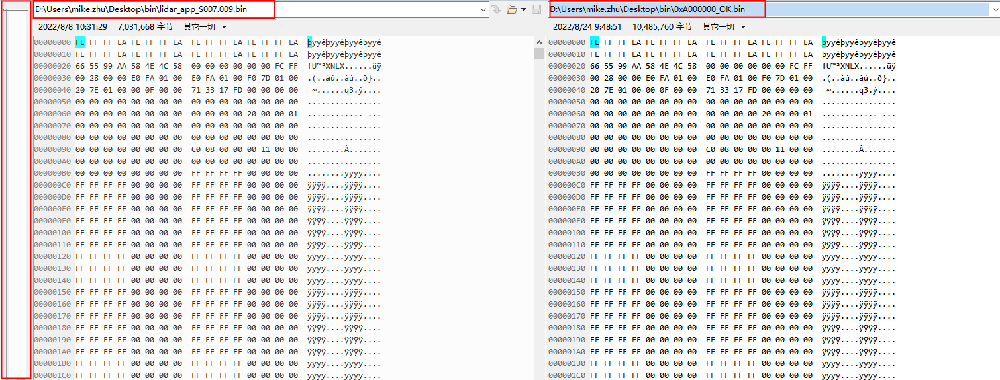 D:\Users\mike.zhu\Desktop\bin\lidar_app_S007.009.bin
2022/8/8 10:31:29 7,031,668 字节 其它一切
00000000 FE FF FF EA FE FF FF EA FE FF FF EA FE FF FF EA þÿÿêþÿÿêþÿÿêþÿÿê
00000010 FE FF FF EA FE FF FF EA FE FF FF EA FE FF FF EA þÿÿêþÿÿêþÿÿêþÿÿê
00000020 66 55 99 AA 58 4E 4C 58 00 00 00 00 00 00 FC FF fU™ªXNLX......üÿ
00000030 00 28 00 00 E0 FA 01 00 E0 FA 01 00 F0 7D 01 00 .(..àú..àú..ð}..
00000040 20 7E 01 00 00 0F 00 00 71 33 17 FD 00 00 00 00 ~......q3.ý....
00000050 00 00 00 00 00 00 00 00 00 00 00 00 00 00 00 00 ................
00000060 00 00 00 00 00 00 00 00 00 00 00 00 20 00 00 01 ............ ...
00000070 00 00 00 00 00 00 00 00 00 00 00 00 00 00 00 00 ................
00000080 00 00 00 00 00 00 00 00 00 00 00 00 00 00 00 00 ................
00000090 00 00 00 00 00 00 00 00 C0 08 00 00 00 11 00 00 ........À.......
000000A0 00 00 00 00 00 00 00 00 00 00 00 00 00 00 00 00 ................
000000B0 00 00 00 00 00 00 00 00 FF FF FF FF 00 00 00 00 ........ÿÿÿÿ....
000000C0 FF FF FF FF 00 00 00 00 FF FF FF FF 00 00 00 00 ÿÿÿÿ....ÿÿÿÿ....
000000D0 FF FF FF FF 00 00 00 00 FF FF FF FF 00 00 00 00 ÿÿÿÿ....ÿÿÿÿ....
000000E0 FF FF FF FF 00 00 00 00 FF FF FF FF 00 00 00 00 ÿÿÿÿ....ÿÿÿÿ....
000000F0 FF FF FF FF 00 00 00 00 FF FF FF FF 00 00 00 00 ÿÿÿÿ....ÿÿÿÿ....
00000100 FF FF FF FF 00 00 00 00 FF FF FF FF 00 00 00 00 ÿÿÿÿ....ÿÿÿÿ....
00000110 FF FF FF FF 00 00 00 00 FF FF FF FF 00 00 00 00 ÿÿÿÿ....ÿÿÿÿ....
00000120 FF FF FF FF 00 00 00 00 FF FF FF FF 00 00 00 00 ÿÿÿÿ....ÿÿÿÿ....
00000130 FF FF FF FF 00 00 00 00 FF FF FF FF 00 00 00 00 ÿÿÿÿ....ÿÿÿÿ....
00000140 FF FF FF FF 00 00 00 00 FF FF FF FF 00 00 00 00 ÿÿÿÿ....ÿÿÿÿ....
00000150 FF FF FF FF 00 00 00 00 FF FF FF FF 00 00 00 00 ÿÿÿÿ....ÿÿÿÿ....
00000160 FF FF FF FF 00 00 00 00 FF FF FF FF 00 00 00 00 ÿÿÿÿ....ÿÿÿÿ....
00000170 FF FF FF FF 00 00 00 00 FF FF FF FF 00 00 00 00 ÿÿÿÿ....ÿÿÿÿ....
00000180 FF FF FF FF 00 00 00 00 FF FF FF FF 00 00 00 00 ÿÿÿÿ....ÿÿÿÿ....
00000190 FF FF FF FF 00 00 00 00 FF FF FF FF 00 00 00 00 ÿÿÿÿ....ÿÿÿÿ....
000001A0 FF FF FF FF 00 00 00 00 FF FF FF FF 00 00 00 00 ÿÿÿÿ....ÿÿÿÿ....
000001B0 FF FF FF FF 00 00 00 00 FF FF FF FF 00 00 00 00 ÿÿÿÿ....ÿÿÿÿ....
000001C0 FF FF FF FF 00 00 00 00 FF FF FF FF 00 00 00 00 ÿÿÿÿ....ÿÿÿÿ....
D:\Users\mike.zhu\Desktop\bin\0xA000000_OK.bin
2022/8/24 9:48:51 10,485,760 字节 其它一切
00000000 FE FF FF EA FE FF FF EA FE FF FF EA FE FF FF EA þÿÿêþÿÿêþÿÿêþÿÿê
00000010 FE FF FF EA FE FF FF EA FE FF FF EA FE FF FF EA þÿÿêþÿÿêþÿÿêþÿÿê
00000020 66 55 99 AA 58 4E 4C 58 00 00 00 00 00 00 FC FF fU™ªXNLX......üÿ
00000030 00 28 00 00 E0 FA 01 00 E0 FA 01 00 F0 7D 01 00 .(..àú..àú..ð}..
00000040 20 7E 01 00 00 0F 00 00 71 33 17 FD 00 00 00 00 ~......q3.ý....
00000050 00 00 00 00 00 00 00 00 00 00 00 00 00 00 00 00 ................
00000060 00 00 00 00 00 00 00 00 00 00 00 00 20 00 00 01 ............ ...
00000070 00 00 00 00 00 00 00 00 00 00 00 00 00 00 00 00 ................
00000080 00 00 00 00 00 00 00 00 00 00 00 00 00 00 00 00 ................
00000090 00 00 00 00 00 00 00 00 C0 08 00 00 00 11 00 00 ........À.......
000000A0 00 00 00 00 00 00 00 00 00 00 00 00 00 00 00 00 ................
000000B0 00 00 00 00 00 00 00 00 FF FF FF FF 00 00 00 00 ........ÿÿÿÿ....
000000C0 FF FF FF FF 00 00 00 00 FF FF FF FF 00 00 00 00 ÿÿÿÿ....ÿÿÿÿ....
000000D0 FF FF FF FF 00 00 00 00 FF FF FF FF 00 00 00 00 ÿÿÿÿ....ÿÿÿÿ....
000000E0 FF FF FF FF 00 00 00 00 FF FF FF FF 00 00 00 00 ÿÿÿÿ....ÿÿÿÿ....
000000F0 FF FF FF FF 00 00 00 00 FF FF FF FF 00 00 00 00 ÿÿÿÿ....ÿÿÿÿ....
00000100 FF FF FF FF 00 00 00 00 FF FF FF FF 00 00 00 00 ÿÿÿÿ....ÿÿÿÿ....
00000110 FF FF FF FF 00 00 00 00 FF FF FF FF 00 00 00 00 ÿÿÿÿ....ÿÿÿÿ....
00000120 FF FF FF FF 00 00 00 00 FF FF FF FF 00 00 00 00 ÿÿÿÿ....ÿÿÿÿ....
00000130 FF FF FF FF 00 00 00 00 FF FF FF FF 00 00 00 00 ÿÿÿÿ....ÿÿÿÿ....
00000140 FF FF FF FF 00 00 00 00 FF FF FF FF 00 00 00 00 ÿÿÿÿ....ÿÿÿÿ....
00000150 FF FF FF FF 00 00 00 00 FF FF FF FF 00 00 00 00 ÿÿÿÿ....ÿÿÿÿ....
00000160 FF FF FF FF 00 00 00 00 FF FF FF FF 00 00 00 00 ÿÿÿÿ....ÿÿÿÿ....
00000170 FF FF FF FF 00 00 00 00 FF FF FF FF 00 00 00 00 ÿÿÿÿ....ÿÿÿÿ....
00000180 FF FF FF FF 00 00 00 00 FF FF FF FF 00 00 00 00 ÿÿÿÿ....ÿÿÿÿ....
00000190 FF FF FF FF 00 00 00 00 FF FF FF FF 00 00 00 00 ÿÿÿÿ....ÿÿÿÿ....
000001A0 FF FF FF FF 00 00 00 00 FF FF FF FF 00 00 00 00 ÿÿÿÿ....ÿÿÿÿ....
000001B0 FF FF FF FF 00 00 00 00 FF FF FF FF 00 00 00 00 ÿÿÿÿ....ÿÿÿÿ....
000001C0 FF FF FF FF 00 00 00 00 FF FF FF FF 00 00 00 00 ÿÿÿÿ....ÿÿÿÿ....